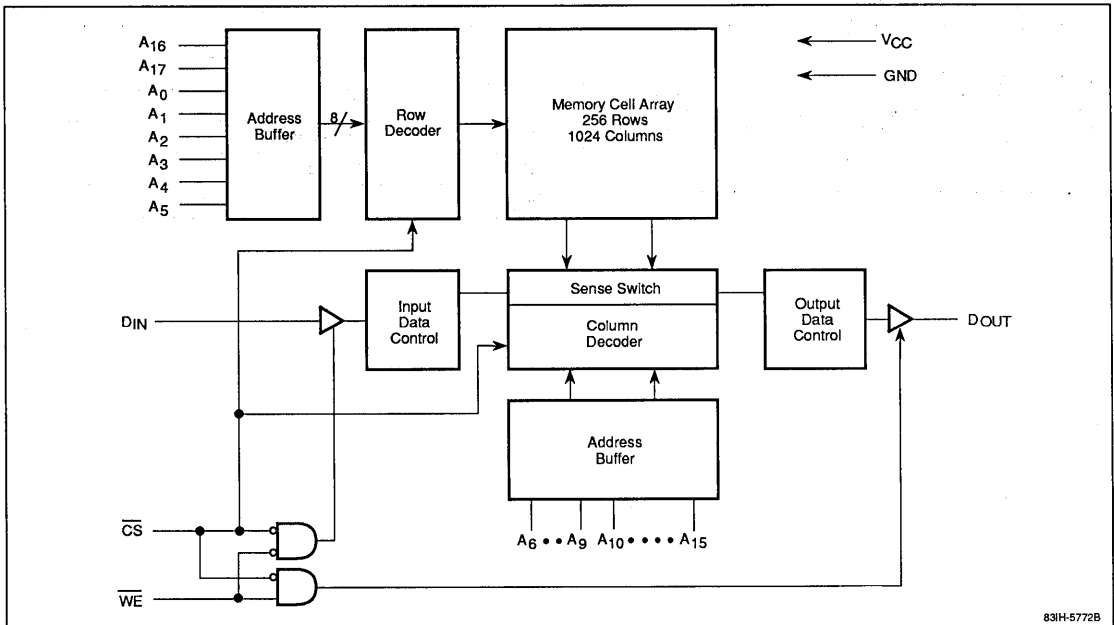 A16
A17
A0
A1
A2
A3
A4
A5
Address
Buffer
8
Row
Decoder
Memory Cell Array
256 Rows
1024 Columns
VCC
GND
DIN
Input
Data
Control
Sense Switch
Column
Decoder
Output
Data
Control
DOUT
Address
Buffer
A6 •• A9 A10 •••• A15
C̅S̅
W̅E̅
83IH-5772B